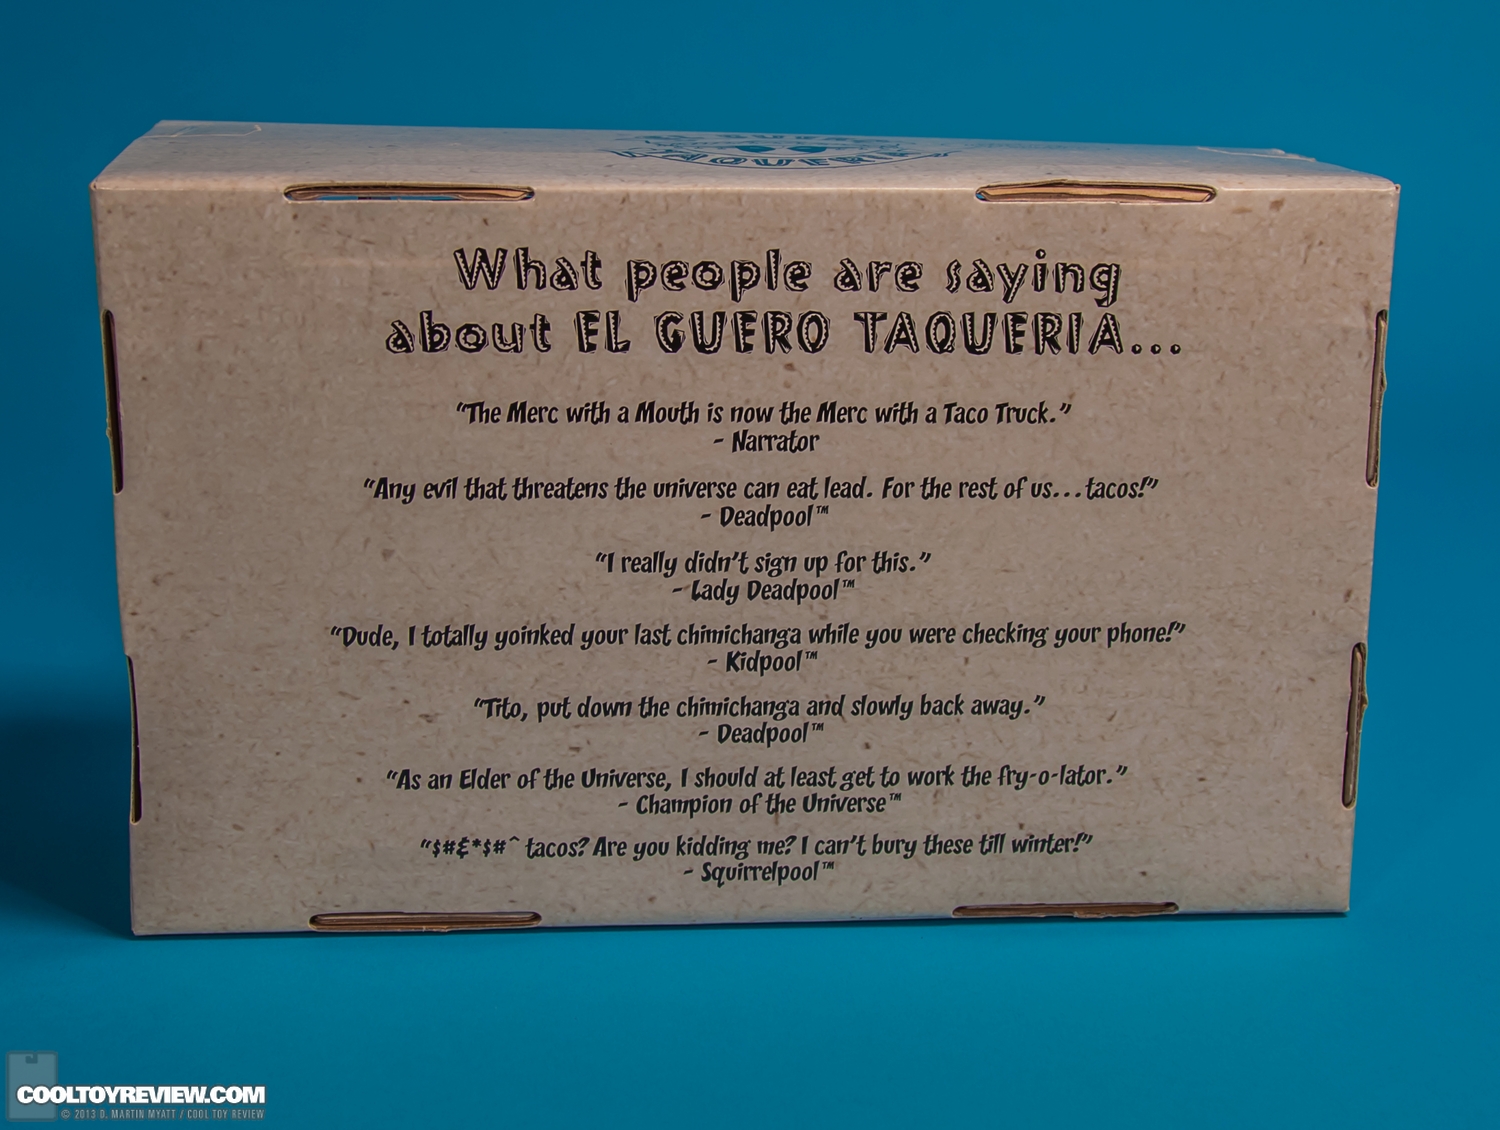 TAQUERIA
What people are saying
about EL GUERO TAQUERIA...
“The Merc with a Mouth is now the Merc with a Taco Truck.”
- Narrator
“Any evil that threatens the universe can eat lead. For the rest of us...tacos!”
- Deadpool™
“I really didn't sign up for this.”
- Lady Deadpool™
“Dude, I totally yoinked your last chimichanga while you were checking your phone!”
- Kidpool™
“Tito, put down the chimichanga and slowly back away.”
- Deadpool™
“As an Elder of the Universe, I should at least get to work the fry-o-lator.”
- Champion of the Universe™
“$#&*$#^ tacos? Are you kidding me? I can't bury these till winter!”
- Squirrelpool™
COOLTOYREVIEW.COM
© 2013 D. MARTIN MYATT / COOL TOY REVIEW